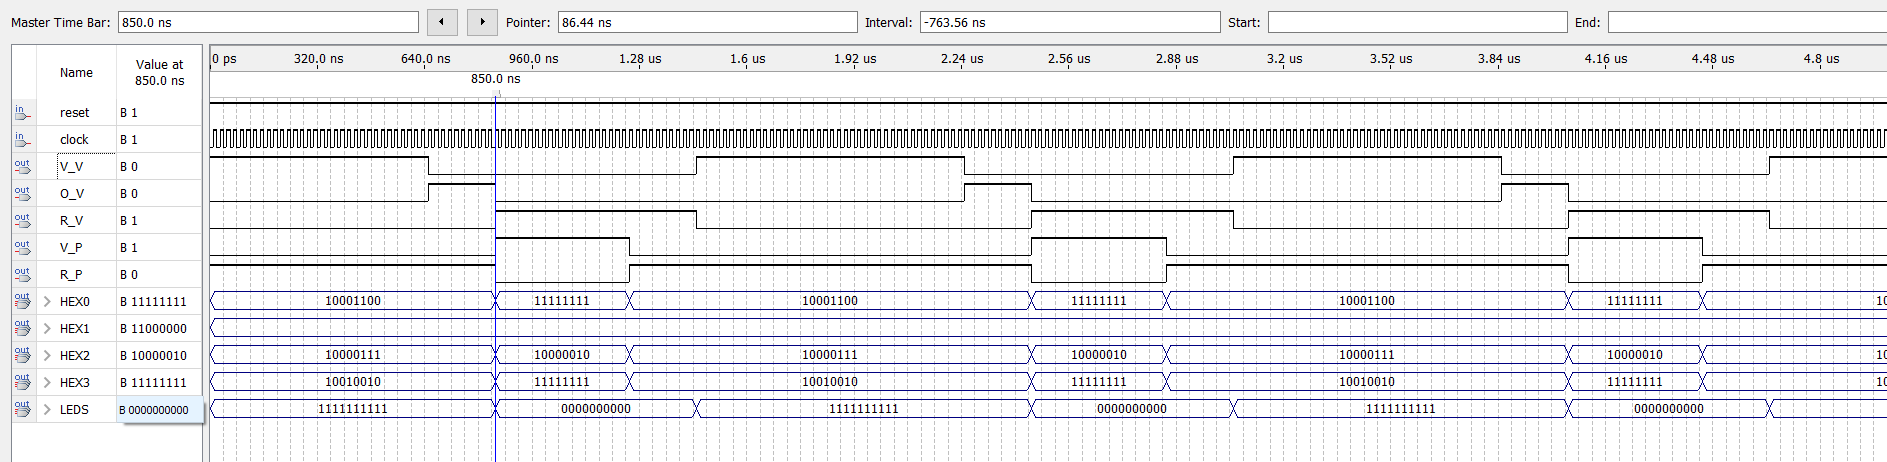 Master Time Bar: 850.0 ns Pointer: 86.44 ns Interval: -763.56 ns Start: End:
Name Value at 850.0 ns 0 ps 320.0 ns 640.0 ns 960.0 ns 1.28 us 1.6 us 1.92 us 2.24 us 2.56 us 2.88 us 3.2 us 3.52 us 3.84 us 4.16 us 4.48 us 4.8 us
850.0 ns
in reset B 1
in clock B 1
out V_V B 0
out O_V B 0
out R_V B 1
out V_P B 1
out R_P B 0
out HEX0 B 11111111 10001100 11111111 10001100 11111111 10001100 11111111 10
out HEX1 B 11000000
out HEX2 B 10000010 10000111 10000010 10000111 10000010 10000111 10000010 10
out HEX3 B 11111111 10010010 11111111 10010010 11111111 10010010 11111111 10
out LEDS B 0000000000 1111111111 0000000000 1111111111 0000000000 1111111111 0000000000